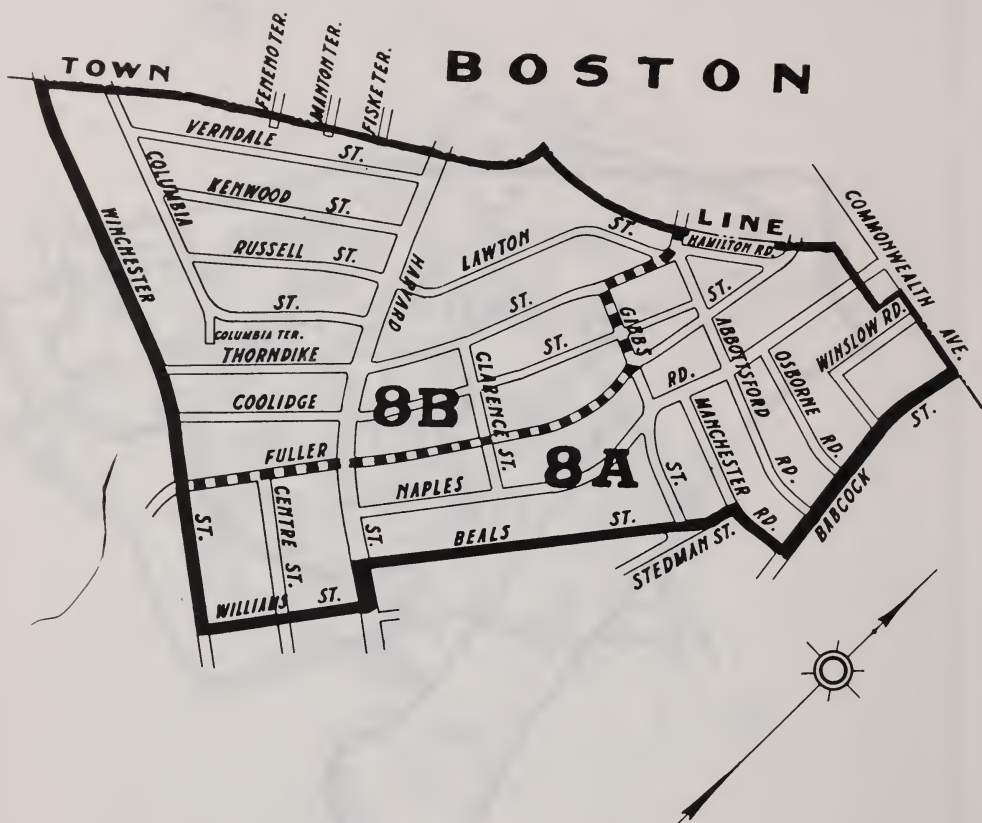 BOSTON
TOWN
LINE
FENEMO TER.
MANTON TER.
FISKE TER.
VERNDALE ST.
COLUMBIA ST.
KENWOOD ST.
WINCHESTER ST.
RUSSELL ST.
HARVARD ST.
LAWTON ST.
HAMILTON RD.
COMMONWEALTH AVE.
COLUMBIA TER.
THORNDIKE ST.
GIBBS ST.
ABBOTTSFORD RD.
OSBORNE RD.
WINSLOW RD.
COOLIDGE ST.
CLARENCE ST.
8B
8A
MANCHESTER RD.
RD.
BABCOCK ST.
FULLER ST.
NAPLES
CENTRE ST.
BEALS ST.
STEDMAN ST.
WILLIAMS ST.